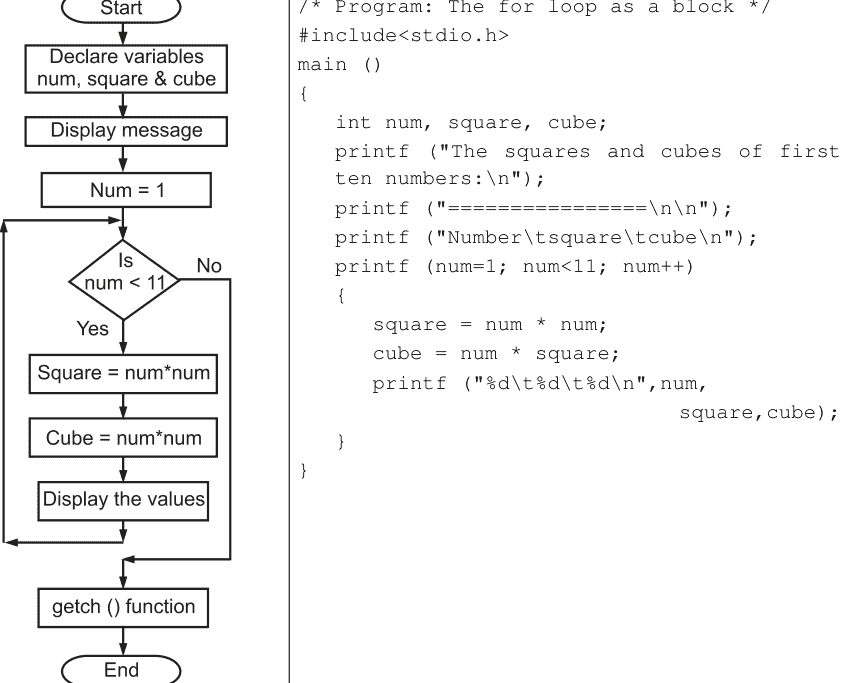 Start
Declare variables
num, square & cube
Display message
Num = 1
Is
num < 11
No
Yes
Square = num*num
Cube = num*num
Display the values
getch () function
End
/* Program: The for loop as a block */
#include<stdio.h>
main ()
{
int num, square, cube;
printf ("The squares and cubes of first
ten numbers:\n");
printf ("================\n\n");
printf ("Number\tsquare\tcube\n");
printf (num=1; num<11; num++)
{
square = num * num;
cube = num * square;
printf ("%d\t%d\t%d\n",num,
square,cube);
}
}